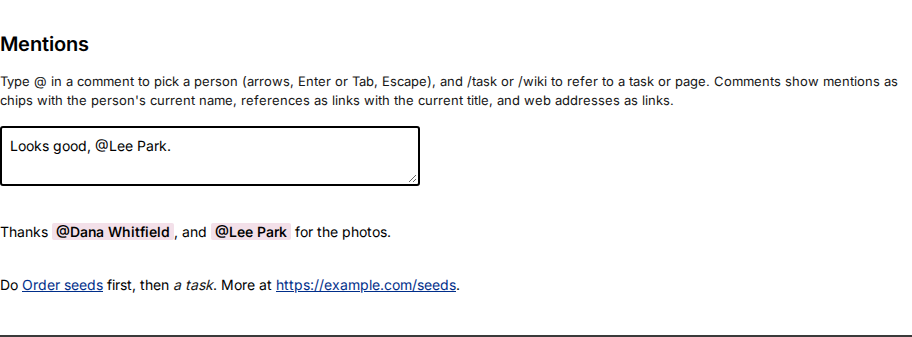 Mentions
Type @ in a comment to pick a person (arrows, Enter or Tab, Escape), and /task or /wiki to refer to a task or page. Comments show mentions as
chips with the person's current name, references as links with the current title, and web addresses as links.
Looks good, @Lee Park.
Thanks @Dana Whitfield, and @Lee Park for the photos.
Do Order seeds first, then a task. More at https://example.com/seeds.